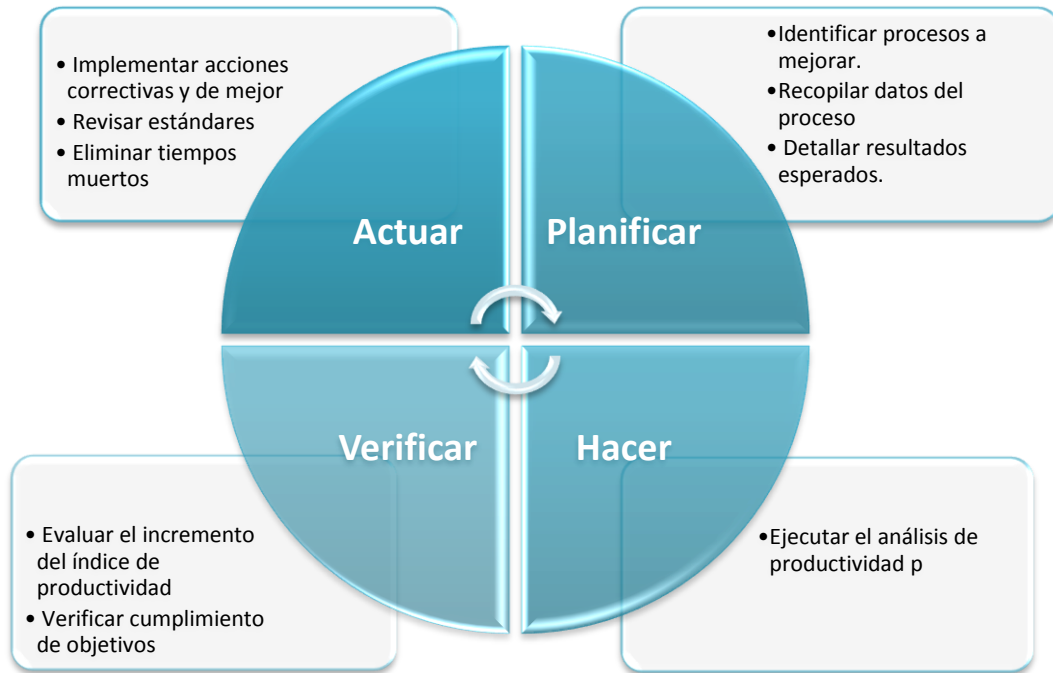 • Implementar acciones
correctivas y de mejor
• Revisar estándares
• Eliminar tiempos
muertos
•Identificar procesos a
mejorar.
•Recopilar datos del
proceso
• Detallar resultados
esperados.
Actuar
Planificar
Verificar
Hacer
• Evaluar el incremento
del índice de
productividad
• Verificar cumplimiento
de objetivos
•Ejecutar el análisis de
productividad p